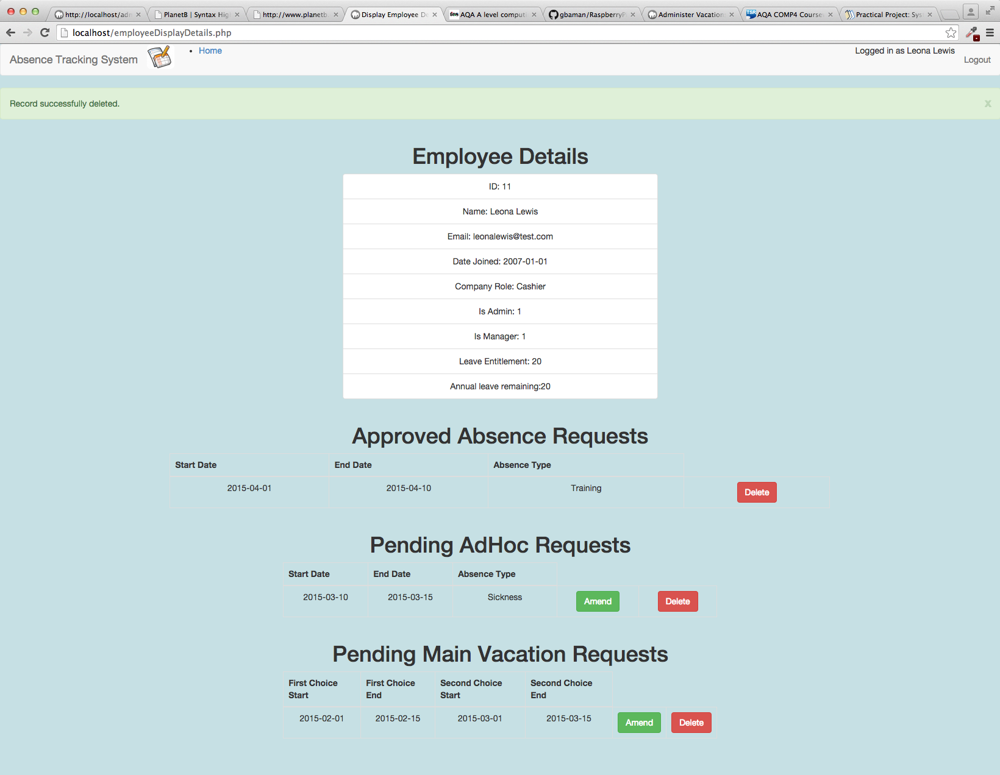 http://localhost/adm
PlanetB | Syntax Hig
http://www.planetb.
Display Employee De
tes
AQA A level computi
gbaman/RaspberryP
Administer Vacation
TSR
AQA COMP4 Coursew
Practical Project: Sys
localhost/employeeDisplayDetails.php
Absence Tracking System
Home
Logged in as Leona Lewis
Logout
Record successfully deleted.
x
Employee Details
ID: 11
Name: Leona Lewis
Email: leonalewis@test.com
Date Joined: 2007-01-01
Company Role: Cashier
Is Admin: 1
Is Manager: 1
Leave Entitlement: 20
Annual leave remaining:20
Approved Absence Requests
Start Date End Date Absence Type
2015-04-01 2015-04-10 Training Delete
Pending AdHoc Requests
Start Date End Date Absence Type
2015-03-10 2015-03-15 Sickness Amend Delete
Pending Main Vacation Requests
First Choice First Choice Second Choice Second Choice
Start End Start End
2015-02-01 2015-02-15 2015-03-01 2015-03-15 Amend Delete